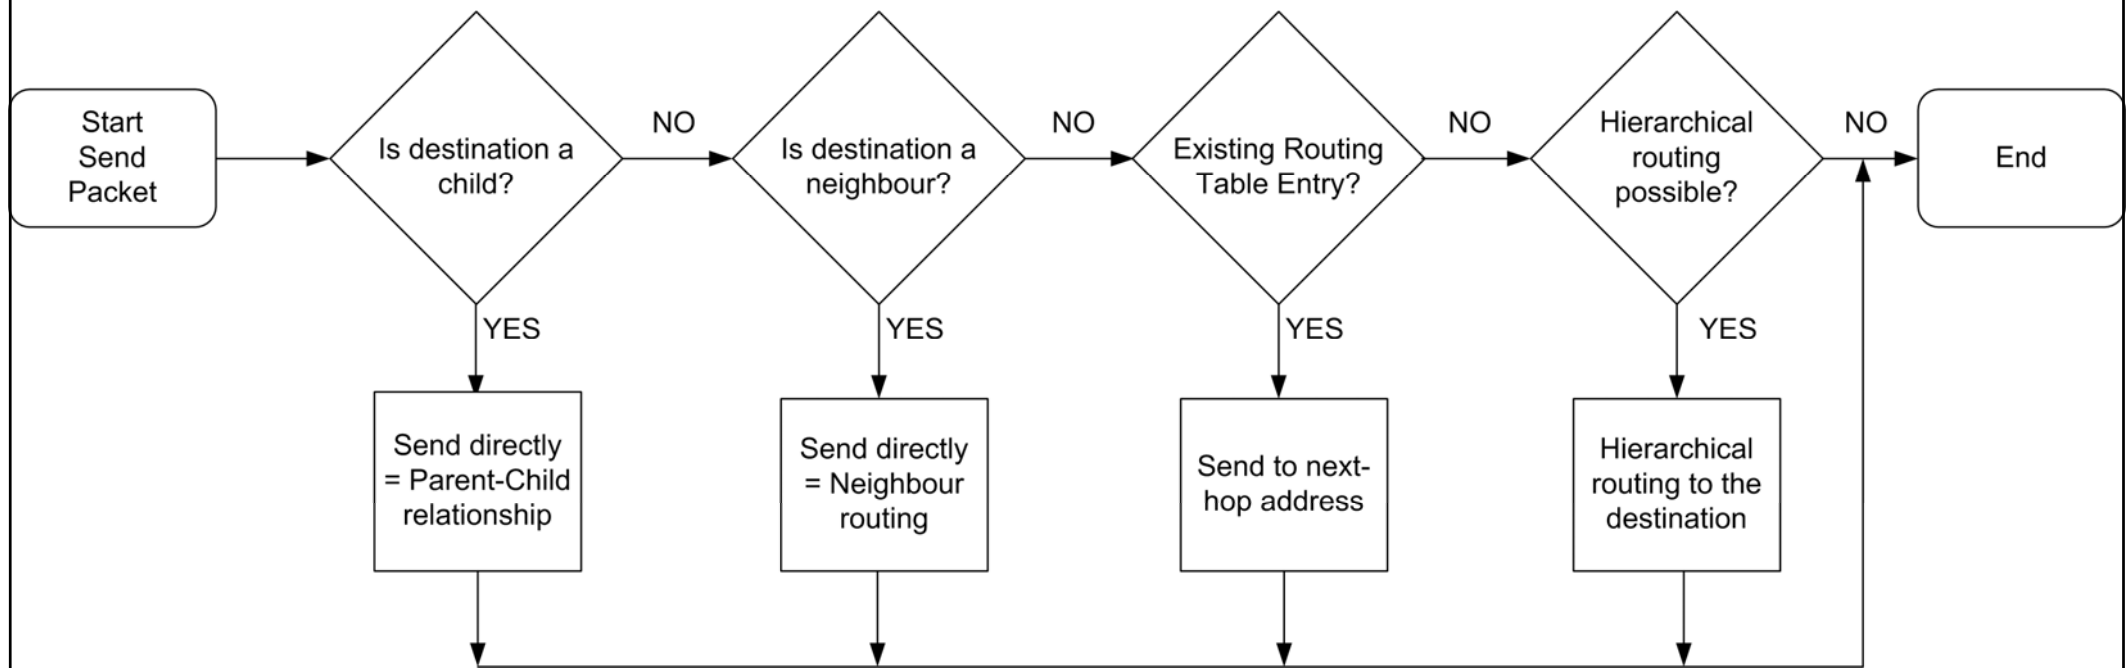 Start
Send
Packet
Is destination a
child?
NO
Is destination a
neighbour?
NO
Existing Routing
Table Entry?
NO
Hierarchical
routing
possible?
NO
End
YES
YES
YES
YES
Send directly
= Parent-Child
relationship
Send directly
= Neighbour
routing
Send to next-
hop address
Hierarchical
routing to the
destination